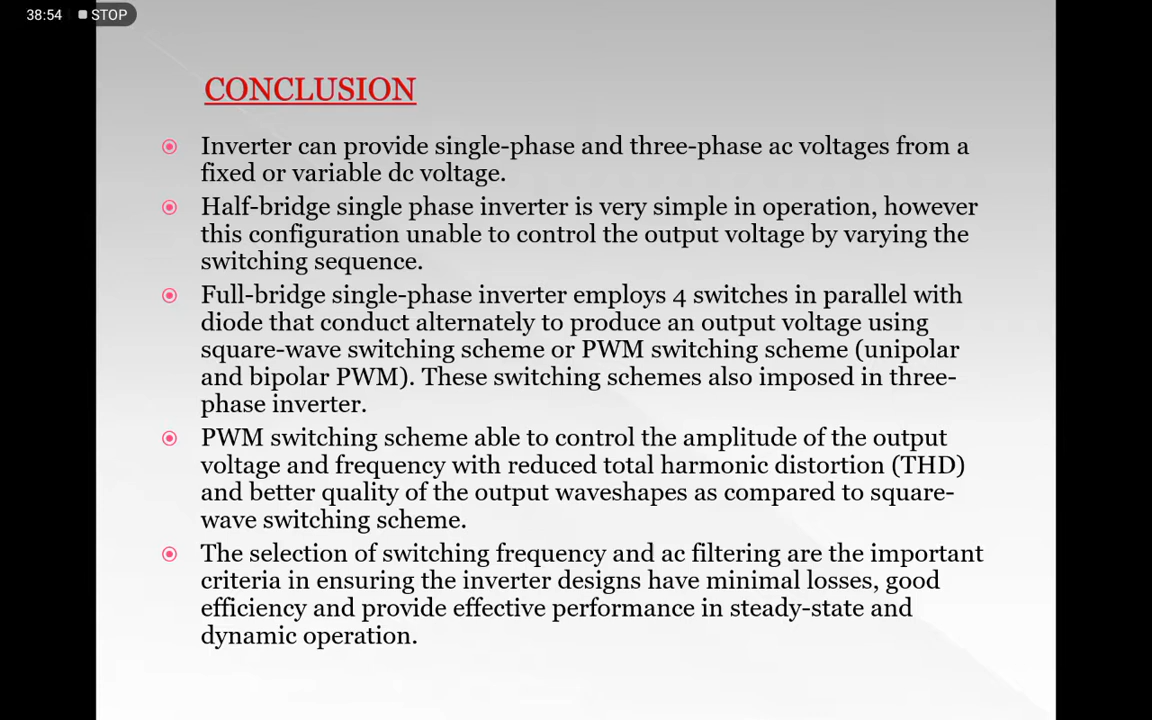 38:54 STOP
CONCLUSION
Inverter can provide single-phase and three-phase ac voltages from a
fixed or variable dc voltage.
Half-bridge single phase inverter is very simple in operation, however
this configuration unable to control the output voltage by varying the
switching sequence.
Full-bridge single-phase inverter employs 4 switches in parallel with
diode that conduct alternately to produce an output voltage using
square-wave switching scheme or PWM switching scheme (unipolar
and bipolar PWM). These switching schemes also imposed in three-
phase inverter.
PWM switching scheme able to control the amplitude of the output
voltage and frequency with reduced total harmonic distortion (THD)
and better quality of the output waveshapes as compared to square-
wave switching scheme.
The selection of switching frequency and ac filtering are the important
criteria in ensuring the inverter designs have minimal losses, good
efficiency and provide effective performance in steady-state and
dynamic operation.